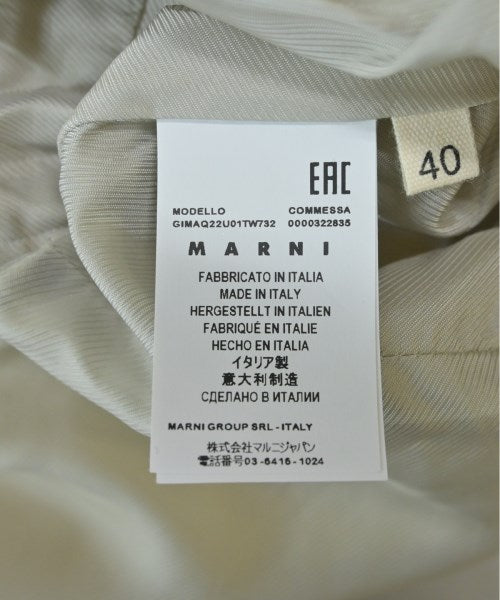 EAC
40
MODELLO COMMESSA
GIMAQ22U01TW732 0000322835
MARNI
FABBRICATO IN ITALIA
MADE IN ITALY
HERGESTELLT IN ITALIEN
FABRIQUÉ EN ITALIE
HECHO EN ITALIA
イタリア製
意大利制造
СДЕЛАНО В ИТАЛИИ
MARNI GROUP SRL - ITALY
株式会社マルニジャパン
電話番号03-6416-1024